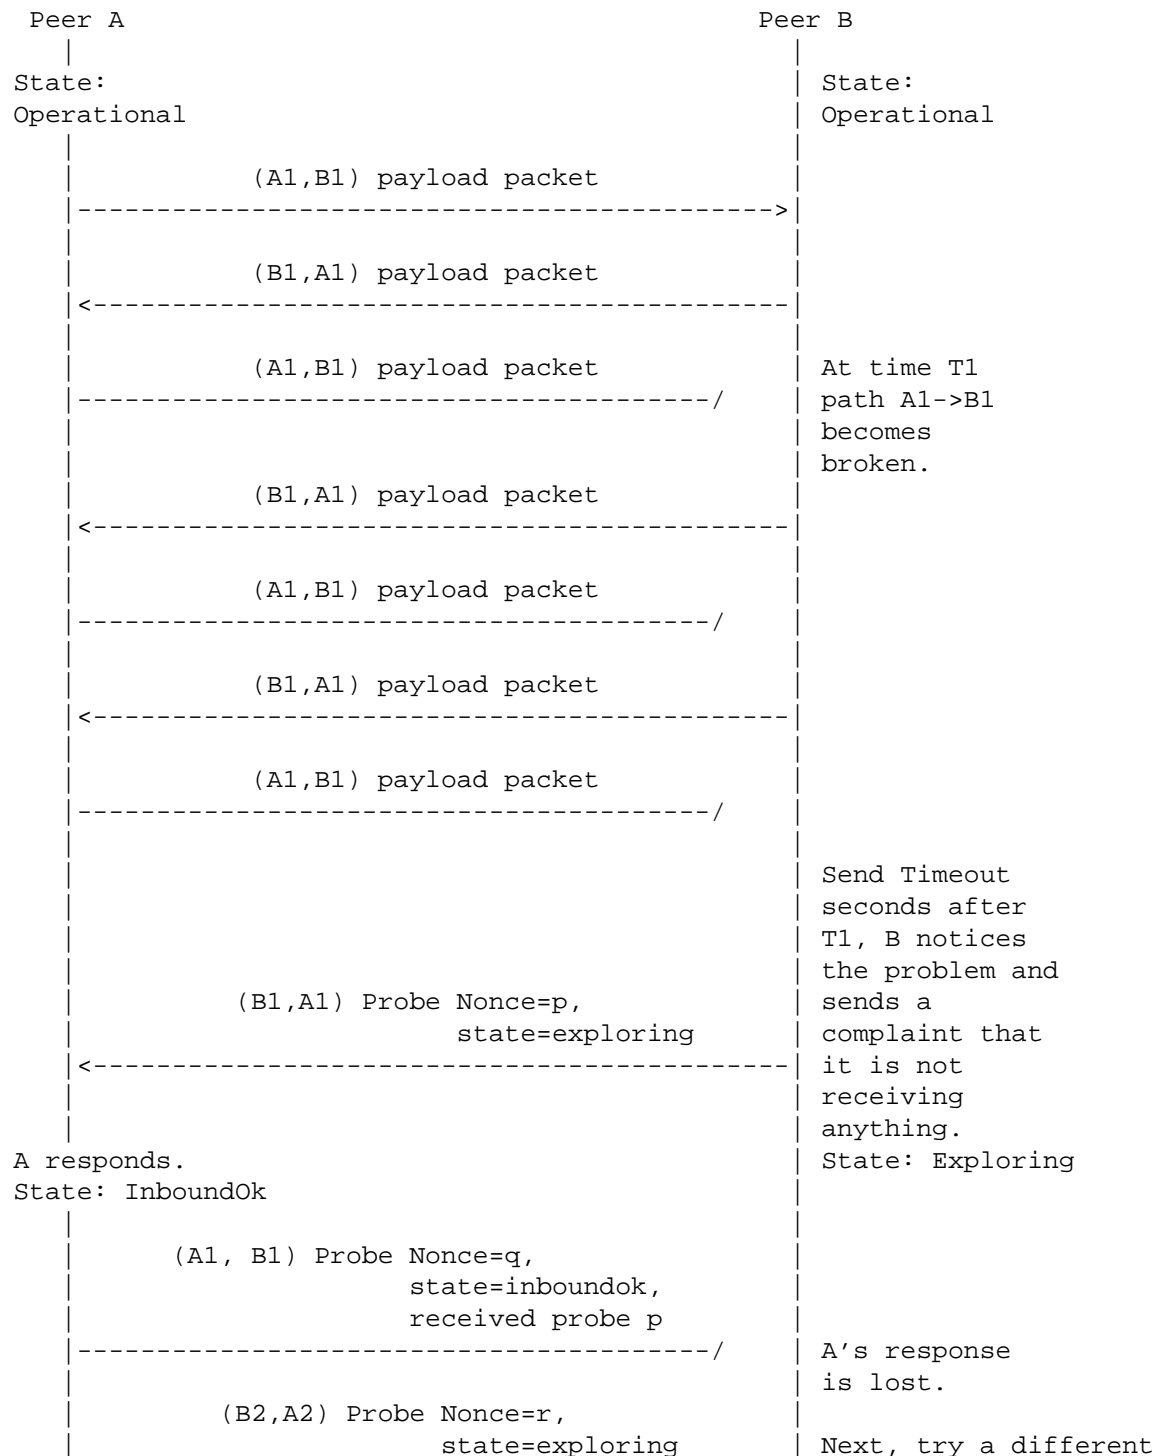 Peer A                                        Peer B
   |                                              |
State:                                            | State:
Operational                                       | Operational
   |                                              |
   |           (A1,B1) payload packet             |
   |--------------------------------------------->|
   |                                              |
   |           (B1,A1) payload packet             |
   |<---------------------------------------------|
   |                                              |
   |           (A1,B1) payload packet             | At time T1
   |----------------------------------------/     | path A1->B1
   |                                              | becomes
   |                                              | broken.
   |           (B1,A1) payload packet             |
   |<---------------------------------------------|
   |                                              |
   |           (A1,B1) payload packet             |
   |----------------------------------------/     |
   |                                              |
   |           (B1,A1) payload packet             |
   |<---------------------------------------------|
   |                                              |
   |           (A1,B1) payload packet             |
   |----------------------------------------/     |
   |                                              |
   |                                              | Send Timeout
   |                                              | seconds after
   |                                              | T1, B notices
   |                                              | the problem and
   |          (B1,A1) Probe Nonce=p,              | sends a
   |                        state=exploring       | complaint that
   |<---------------------------------------------| it is not
   |                                              | receiving
   |                                              | anything.
A responds.                                       | State: Exploring
State: InboundOk                                  |
   |                                              |
   |      (A1, B1) Probe Nonce=q,                 |
   |                     state=inboundok,         |
   |                     received probe p         |
   |----------------------------------------/     | A's response
   |                                              | is lost.
   |         (B2,A2) Probe Nonce=r,               |
   |                       state=exploring        | Next, try a different